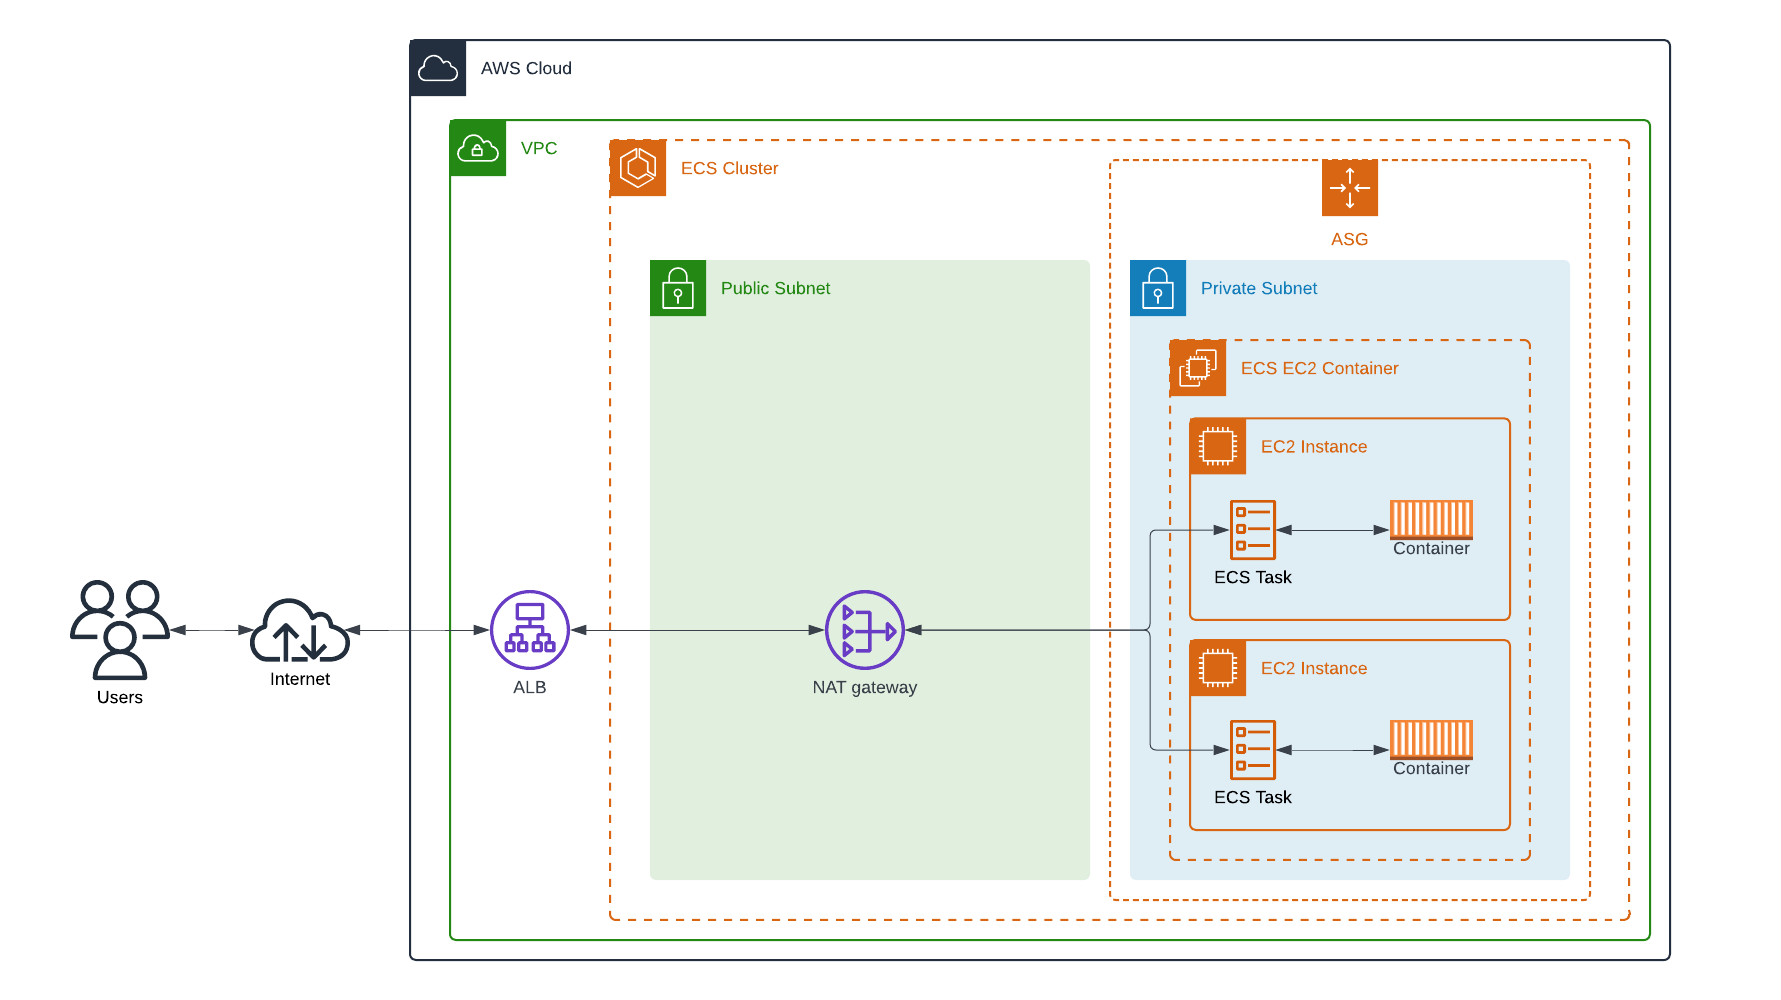 AWS Cloud
VPC
ECS Cluster
ASG
Public Subnet
Private Subnet
ECS EC2 Container
EC2 Instance
Container
ECS Task
Users
Internet
ALB
NAT gateway
EC2 Instance
Container
ECS Task